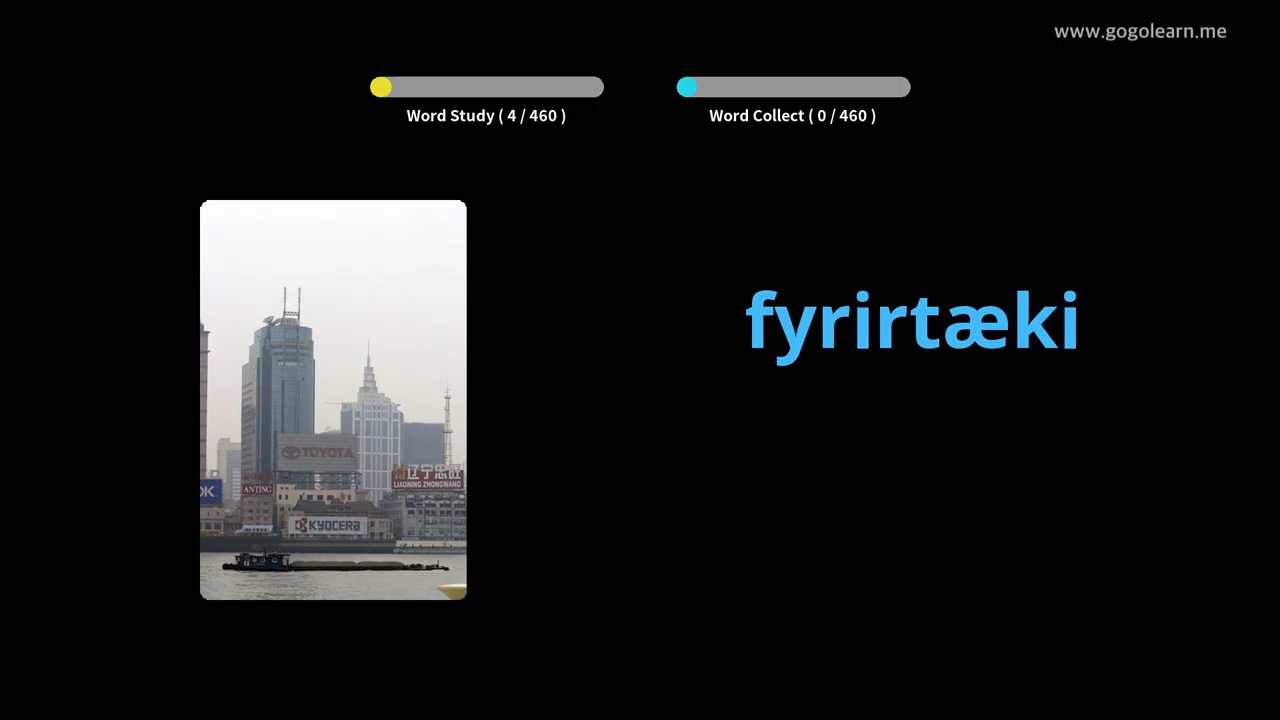 www.gogolearn.me
Word Study ( 4 / 460 )
Word Collect ( 0 / 460 )
fyrirtæki
TOYOTA
LIAONING ZHONGWANG
ANTING
KYOCERA